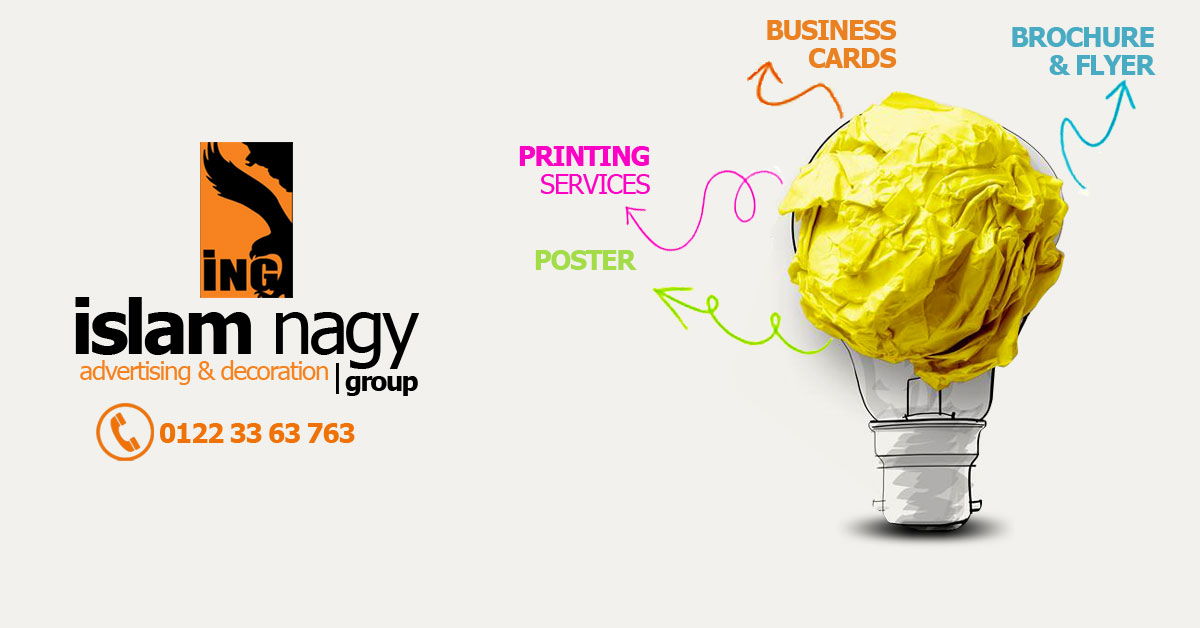 iNG
islam nagy
advertising & decoration | group
0122 33 63 763
BUSINESS
CARDS
BROCHURE
& FLYER
PRINTING
SERVICES
POSTER